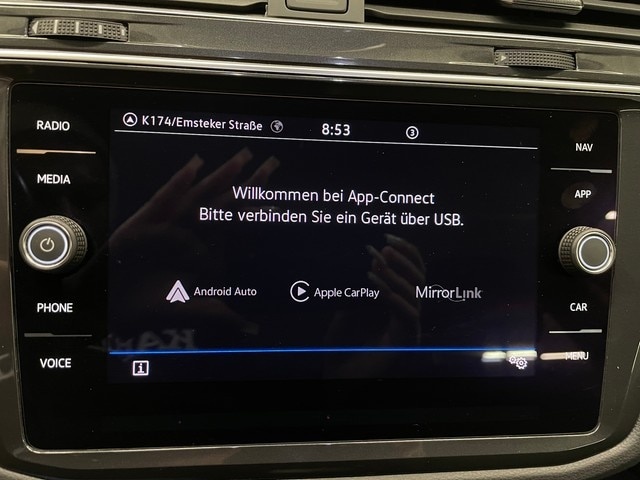 RADIO
MEDIA
PHONE
VOICE
K174/Emsteker Straße
8:53
3
Willkommen bei App-Connect
Bitte verbinden Sie ein Gerät über USB.
Android Auto
Apple CarPlay
MirrorLink
i
NAV
APP
CAR
MENU